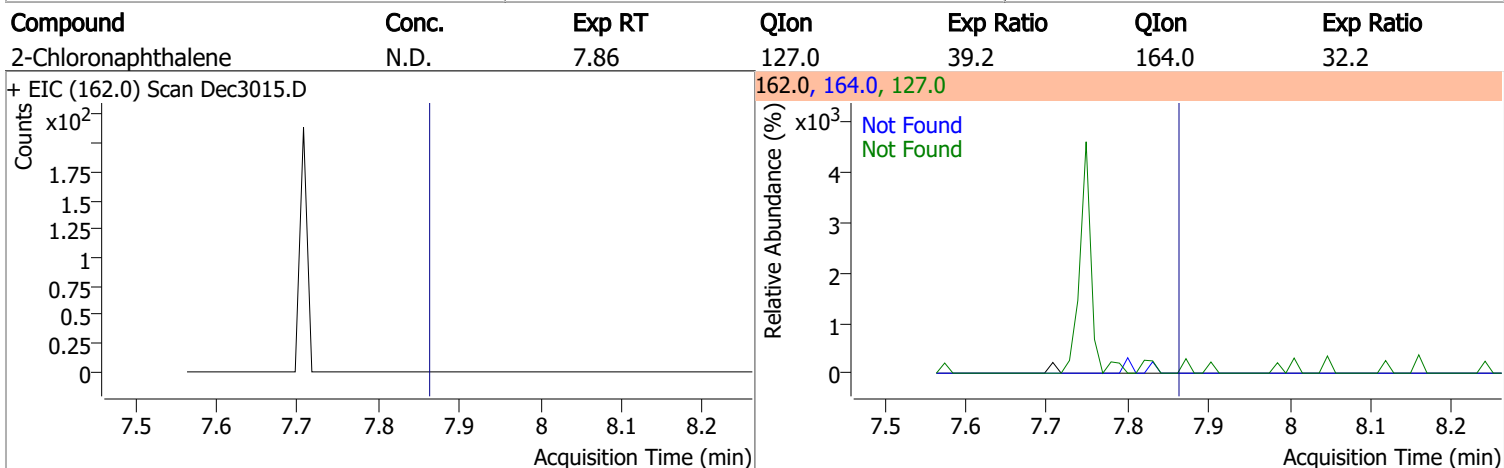 Compound Conc. Exp RT QIon Exp Ratio QIon Exp Ratio
2-Chloronaphthalene N.D. 7.86 127.0 39.2 164.0 32.2
+ EIC (162.0) Scan Dec3015.D
Counts
x10²
1.75
1.5
1.25
1
0.75
0.5
0.25
0
7.5 7.6 7.7 7.8 7.9 8 8.1 8.2
Acquisition Time (min)
162.0, 164.0, 127.0
Relative Abundance (%)
x10³
Not Found
Not Found
4
3
2
1
0
7.5 7.6 7.7 7.8 7.9 8 8.1 8.2
Acquisition Time (min)